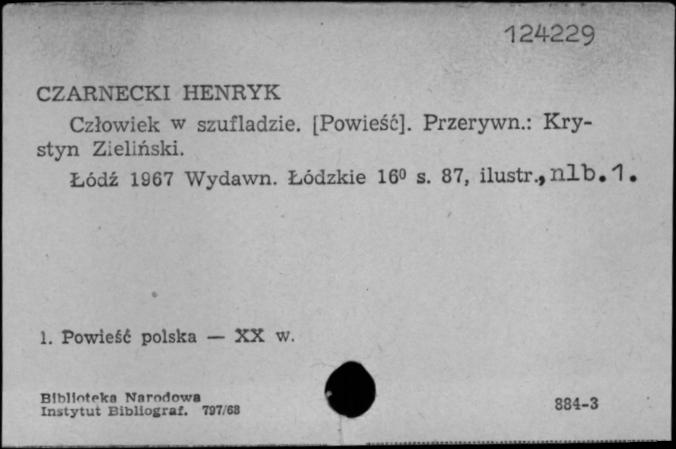 124229
CZARNECKI HENRYK
Człowiek w szufladzie. [Powieść]. Przerywn.: Kry-
styn Zieliński.
Łódź 1967 Wydawn. Łódzkie 16⁰ s. 87, ilustr., nlb. 1.
1. Powieść polska — XX w.
Biblioteka Narodowa
Instytut Bibliograf. 797/68
884-3